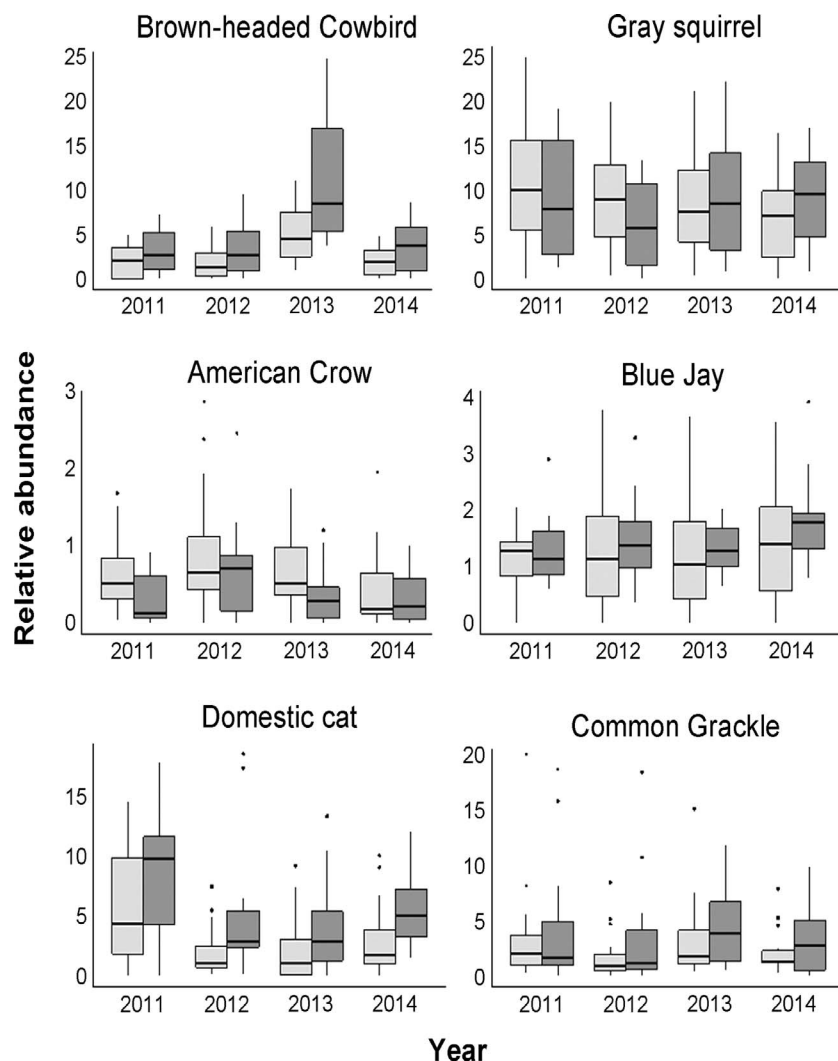 Brown-headed Cowbird
Gray squirrel
25
20
15
10
5
0
2011 2012 2013 2014
25
20
15
10
5
0
2011 2012 2013 2014
Relative abundance
American Crow
Blue Jay
3
2
1
0
2011 2012 2013 2014
4
3
2
1
0
2011 2012 2013 2014
Domestic cat
Common Grackle
15
10
5
0
2011 2012 2013 2014
20
15
10
5
0
2011 2012 2013 2014
Year